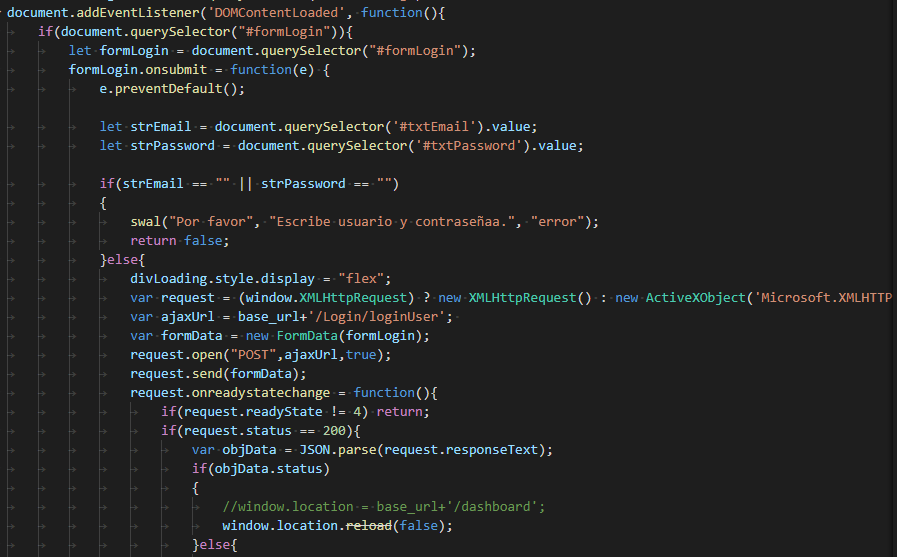 document.addEventListener('DOMContentLoaded', function(){
if(document.querySelector("#formLogin")){
let formLogin = document.querySelector("#formLogin");
formLogin.onsubmit = function(e) {
e.preventDefault();
let strEmail = document.querySelector('#txtEmail').value;
let strPassword = document.querySelector('#txtPassword').value;
if(strEmail == "" || strPassword == "")
{
swal("Por favor", "Escribe usuario y contraseñaa.", "error");
return false;
}else{
divLoading.style.display = "flex";
var request = (window.XMLHttpRequest) ? new XMLHttpRequest() : new ActiveXObject('Microsoft.XMLHTTP
var ajaxUrl = base_url+'/Login/loginUser';
var formData = new FormData(formLogin);
request.open("POST",ajaxUrl,true);
request.send(formData);
request.onreadystatechange = function(){
if(request.readyState != 4) return;
if(request.status == 200){
var objData = JSON.parse(request.responseText);
if(objData.status)
{
//window.location = base_url+'/dashboard';
window.location.reload(false);
}else{